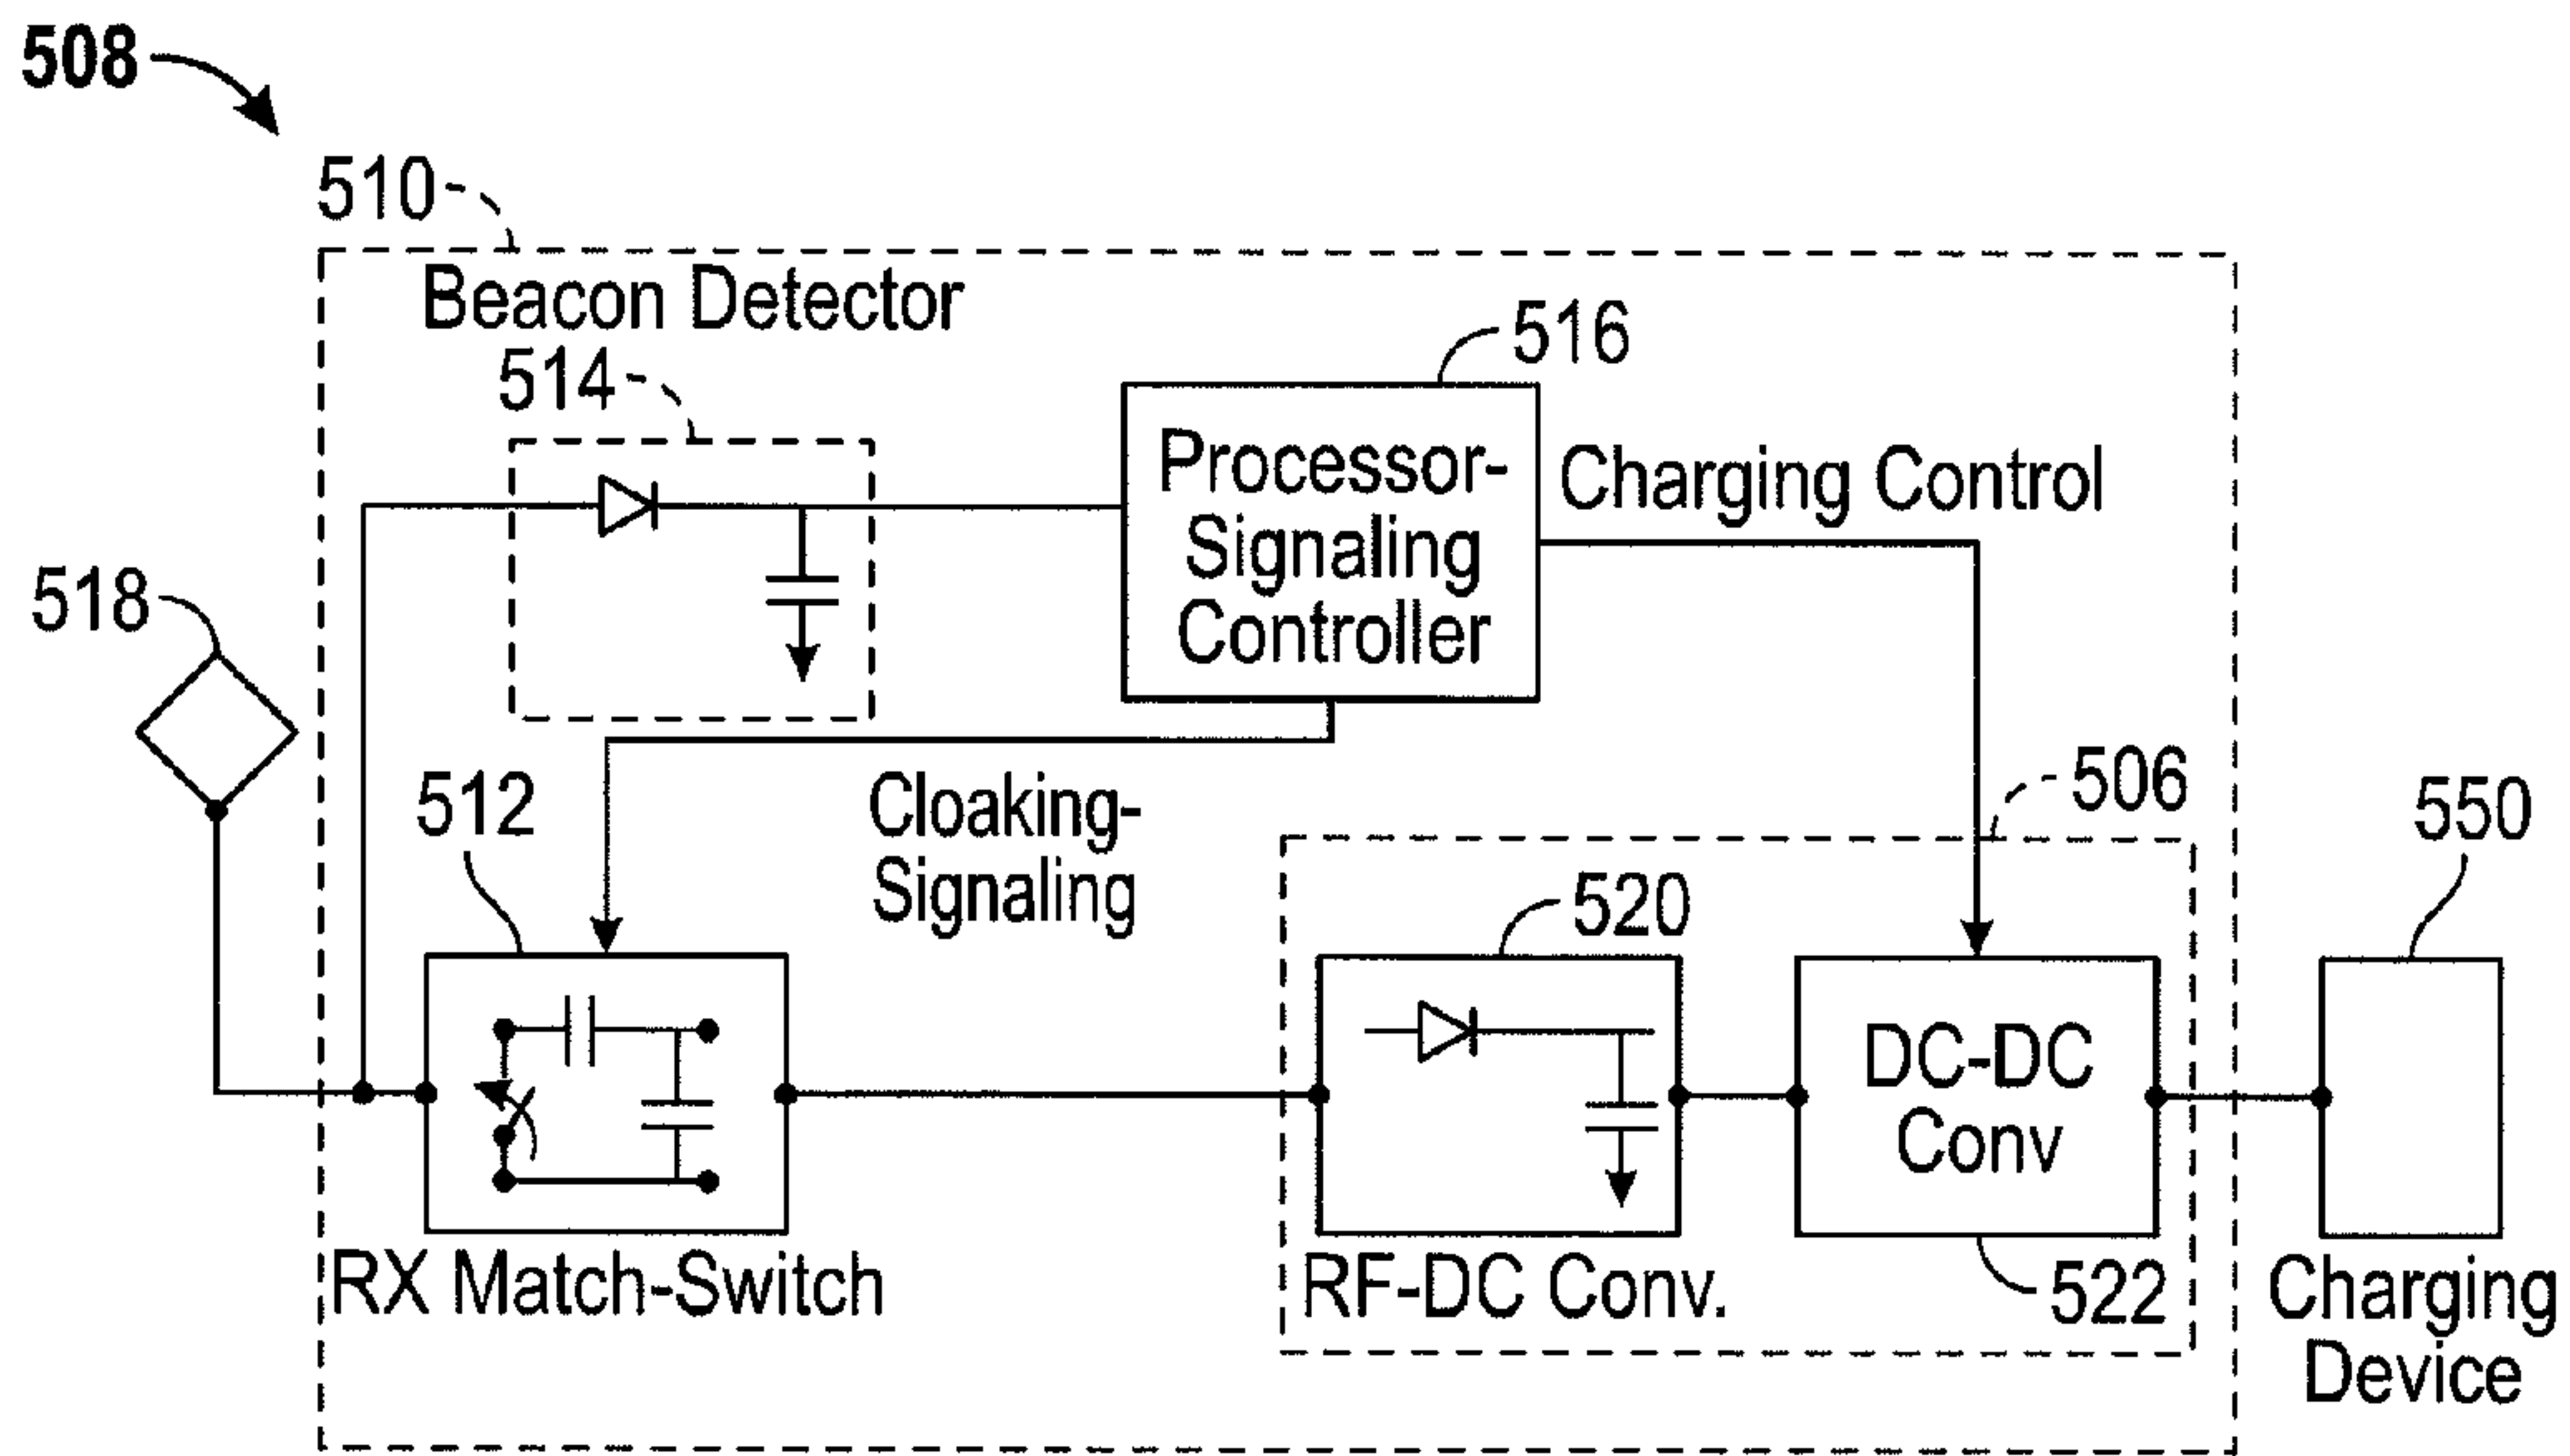 508
510
Beacon Detector
514
516
Processor-
Signaling
Controller
Charging Control
518
512
Cloaking-
Signaling
506
520
550
DC-DC
Conv
RX Match-Switch
RF-DC Conv.
522
Charging
Device